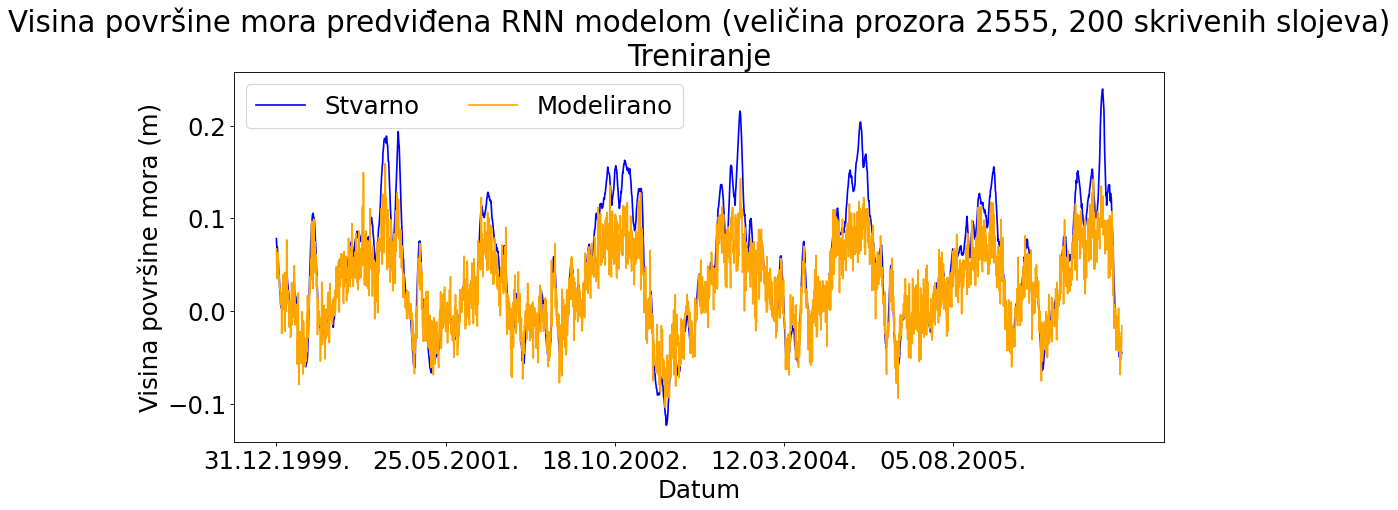 Visina površine mora predviđena RNN modelom (veličina prozora 2555, 200 skrivenih slojeva)
Treniranje
Stvarno Modelirano
Visina površine mora (m)
0.2
0.1
0.0
−0.1
31.12.1999. 25.05.2001. 18.10.2002. 12.03.2004. 05.08.2005.
Datum